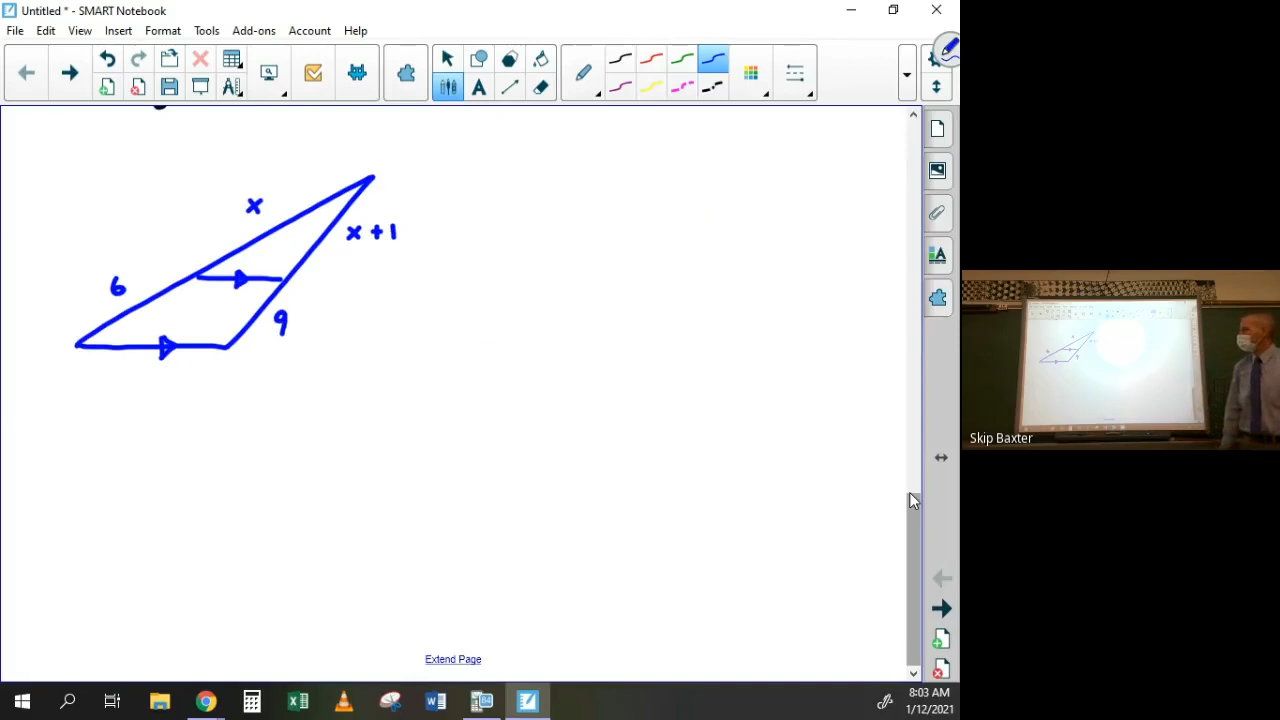 Untitled * - SMART Notebook
File Edit View Insert Format Tools Add-ons Account Help
x
x + 1
6
9
Skip Baxter
Extend Page
8:03 AM
1/12/2021